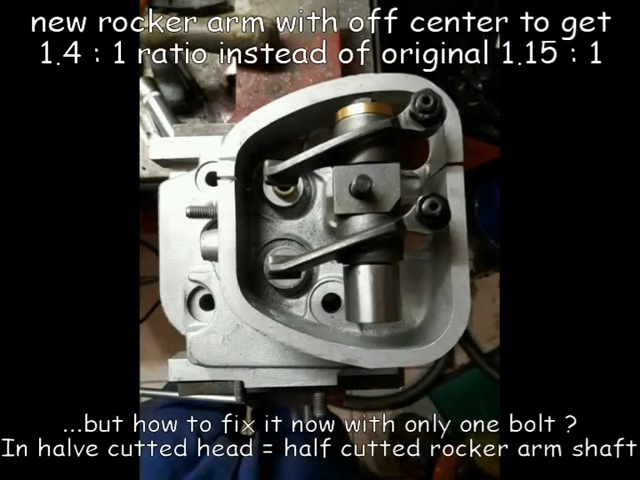 new rocker arm with off center to get
1.4 : 1 ratio instead of original 1.15 : 1
...but how to fix it now with only one bolt ?
In halve cutted head = half cutted rocker arm shaft